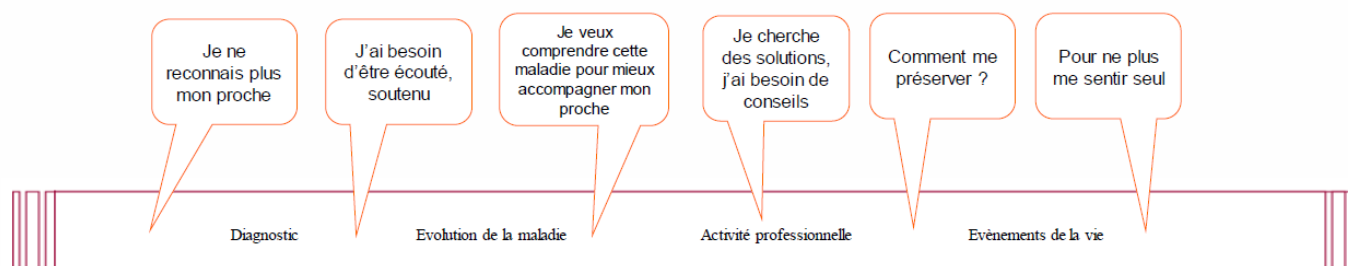 Je ne
reconnais plus
mon proche
J'ai besoin
d'être écouté,
soutenu
Je veux
comprendre cette
maladie pour mieux
accompagner mon
proche
Je cherche
des solutions,
j'ai besoin de
conseils
Comment me
préserver ?
Pour ne plus
me sentir seul
Diagnostic
Evolution de la maladie
Activité professionnelle
Evènements de la vie